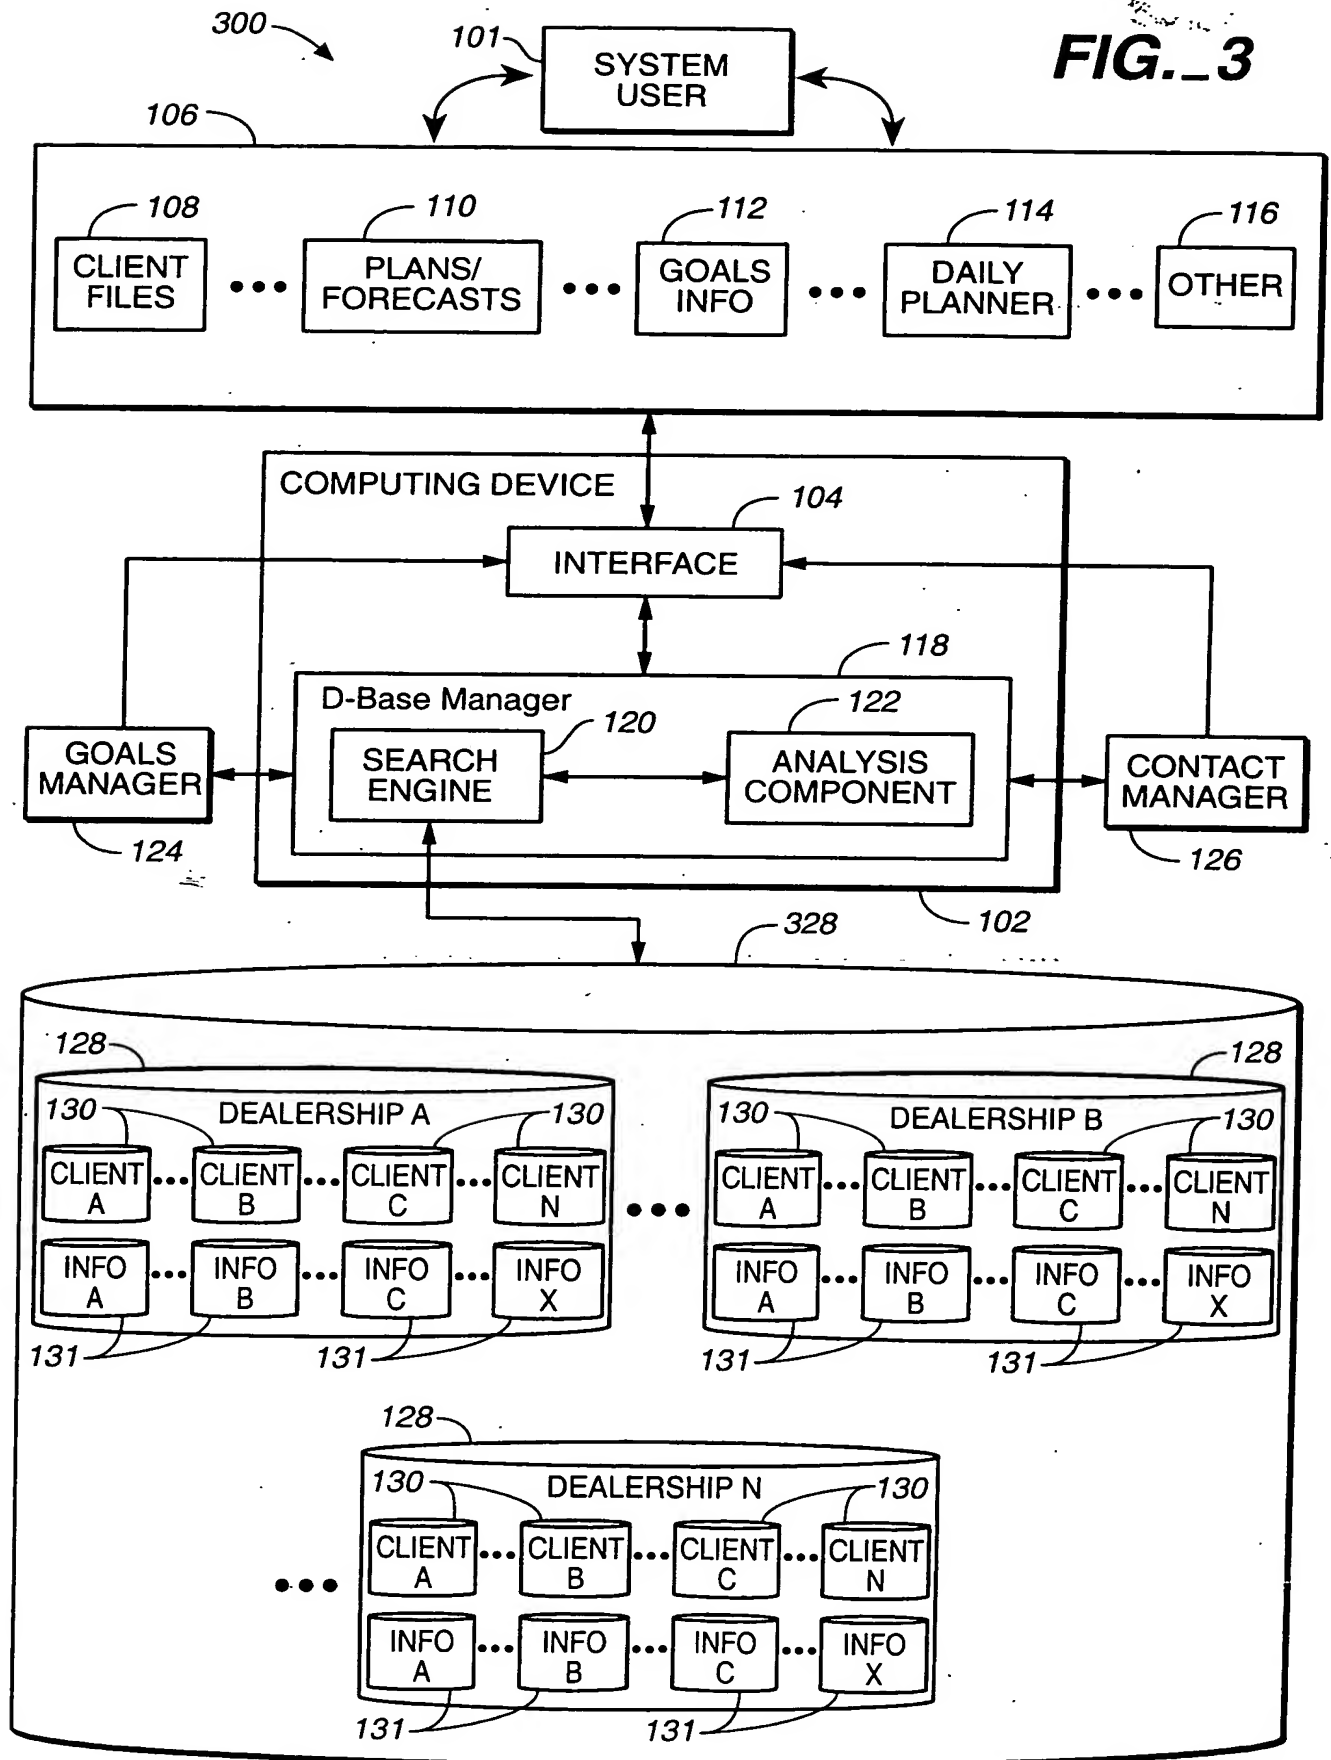 FIG._3
300
101
SYSTEM
USER
106
108
110
112
114
116
CLIENT
FILES
PLANS/
FORECASTS
GOALS
INFO
DAILY
PLANNER
OTHER
COMPUTING DEVICE
104
INTERFACE
118
D-Base Manager
120
122
SEARCH
ENGINE
ANALYSIS
COMPONENT
GOALS
MANAGER
124
CONTACT
MANAGER
126
102
328
128
DEALERSHIP A
130
130
CLIENT
A
CLIENT
B
CLIENT
C
CLIENT
N
INFO
A
INFO
B
INFO
C
INFO
X
131
131
128
DEALERSHIP B
130
130
CLIENT
A
CLIENT
B
CLIENT
C
CLIENT
N
INFO
A
INFO
B
INFO
C
INFO
X
131
131
128
DEALERSHIP N
130
130
CLIENT
A
CLIENT
B
CLIENT
C
CLIENT
N
INFO
A
INFO
B
INFO
C
INFO
X
131
131